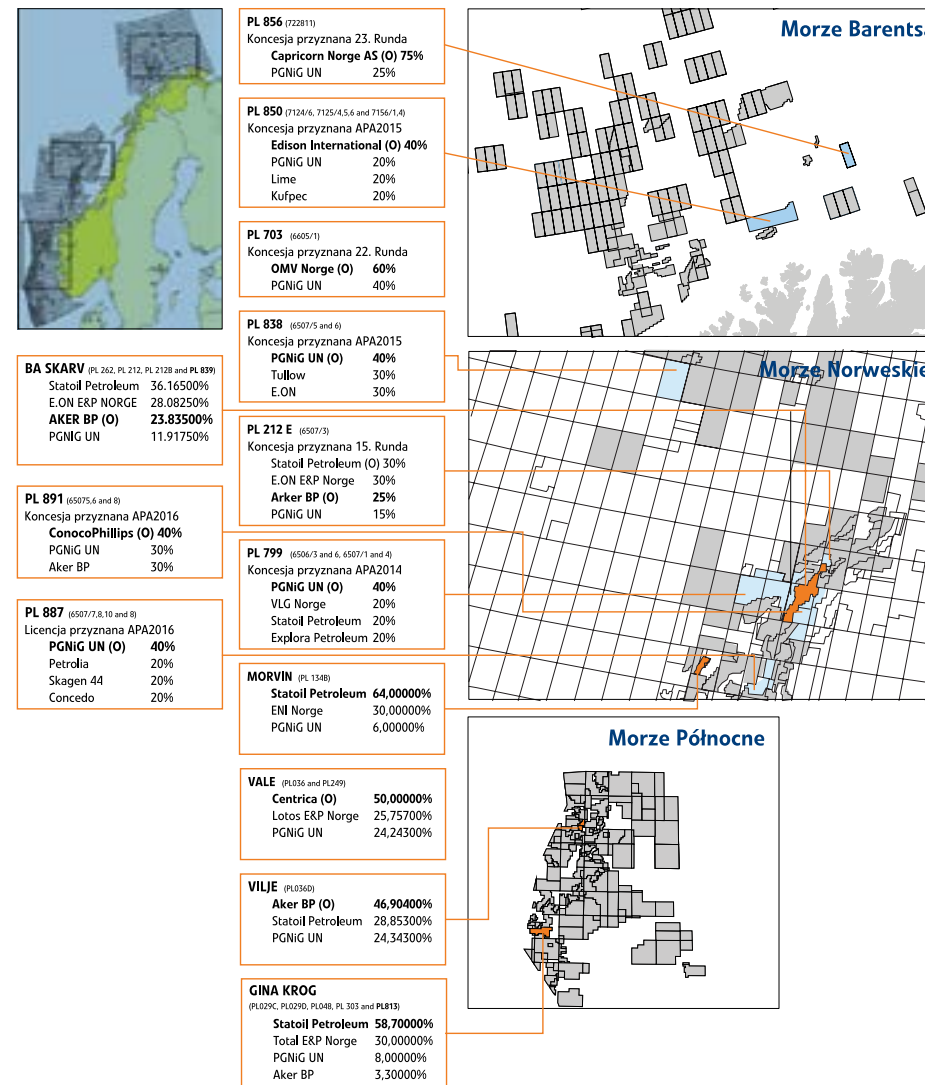 PL 856 (722811)
Koncesja przyznana 23. Runda
Capricorn Norge AS (O) 75%
PGNiG UN 25%
PL 850 (7124/6, 7125/4,5,6 and 7156/1,4)
Koncesja przyznana APA2015
Edison International (O) 40%
PGNiG UN 20%
Lime 20%
Kufpec 20%
PL 703 (6605/1)
Koncesja przyznana 22. Runda
OMV Norge (O) 60%
PGNiG UN 40%
PL 838 (6507/5 and 6)
Koncesja przyznana APA2015
PGNiG UN (O) 40%
Tullow 30%
E.ON 30%
BA SKARV (PL 262, PL 212, PL 212B and PL 839)
Statoil Petroleum 36.16500%
E.ON E&P NORGE 28.08250%
AKER BP (O) 23.83500%
PGNiG UN 11.91750%
PL 212 E (6507/3)
Koncesja przyznana 15. Runda
Statoil Petroleum (O) 30%
E.ON E&P Norge 30%
Arker BP (O) 25%
PGNiG UN 15%
PL 891 (65075,6 and 8)
Koncesja przyznana APA2016
ConocoPhillips (O) 40%
PGNiG UN 30%
Aker BP 30%
PL 799 (6506/3 and 6, 6507/1 and 4)
Koncesja przyznana APA2014
PGNiG UN (O) 40%
VLG Norge 20%
Statoil Petroleum 20%
Explora Petroleum 20%
PL 887 (6507/7,8,10 and 8)
Licencja przyznana APA2016
PGNiG UN (O) 40%
Petrolia 20%
Skagen 44 20%
Concedo 20%
MORVIN (PL 134B)
Statoil Petroleum 64,00000%
ENI Norge 30,00000%
PGNiG UN 6,00000%
VALE (PL036 and PL249)
Centrica (O) 50,00000%
Lotos E&P Norge 25,75700%
PGNiG UN 24,24300%
VILJE (PL036D)
Aker BP (O) 46,90400%
Statoil Petroleum 28,85300%
PGNiG UN 24,34300%
GINA KROG
(PL029C, PL029D, PL048, PL 303 and PL813)
Statoil Petroleum 58,70000%
Total E&P Norge 30,00000%
PGNiG UN 8,00000%
Aker BP 3,30000%
Morze Barentsa
Morze Norweskie
Morze Północne